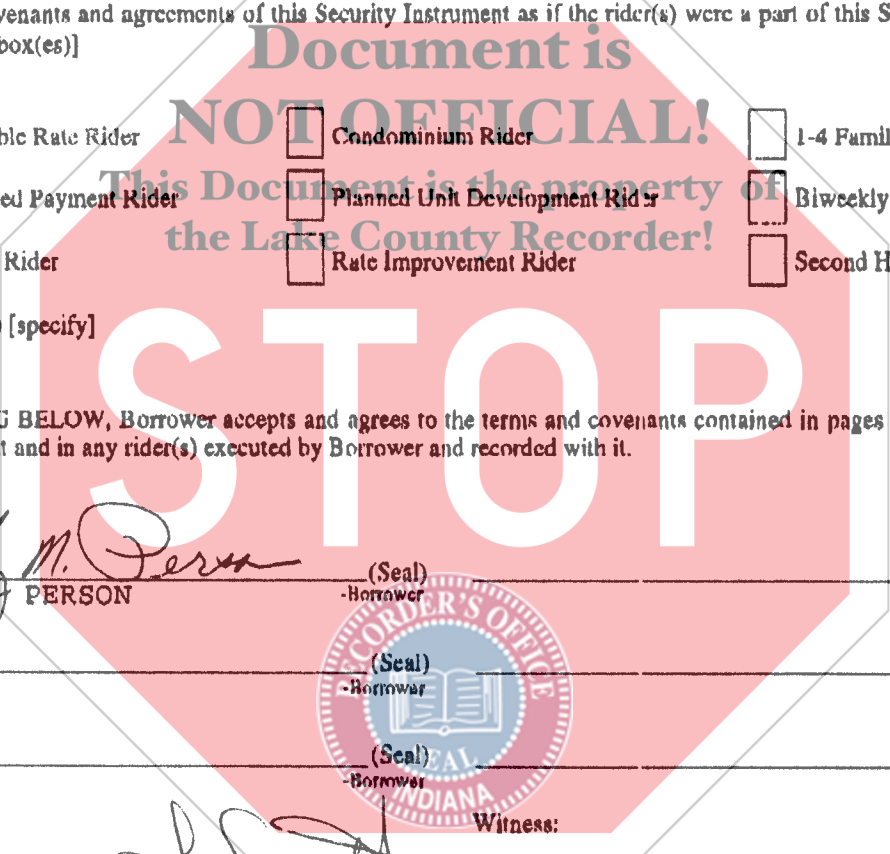 venants and agreements of this Security Instrument as if the rider(s) were a part of this S
box(es)]
Document is
NOT OFFICIAL!
This Document is the property of
the Lake County Recorder!
ble Rate Rider Condominium Rider 1-4 Famil
ed Payment Rider Planned Unit Development Rider Biweekly
Rider Rate Improvement Rider Second H
[specify]
STOP
G BELOW, Borrower accepts and agrees to the terms and covenants contained in pages
t and in any rider(s) executed by Borrower and recorded with it.
M. Person
(Seal)
PERSON -Borrower
RECORDER'S OFFICE
(Seal)
-Borrower
(Seal)
-Borrower
SEAL
INDIANA
Witness: